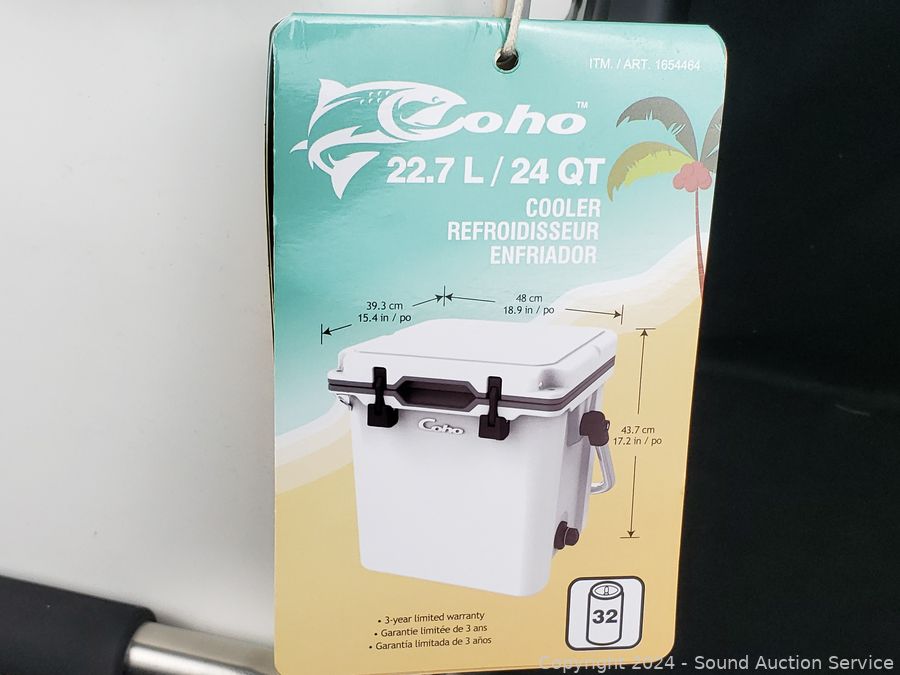 ITM. / ART. 1654464
Coho™
22.7 L / 24 QT
COOLER
REFROIDISSEUR
ENFRIADOR
39.3 cm
15.4 in / po
48 cm
18.9 in / po
Coho
43.7 cm
17.2 in / po
32
• 3-year limited warranty
• Garantie limitée de 3 ans
• Garantía limitada de 3 años
Copyright 2024 - Sound Auction Service